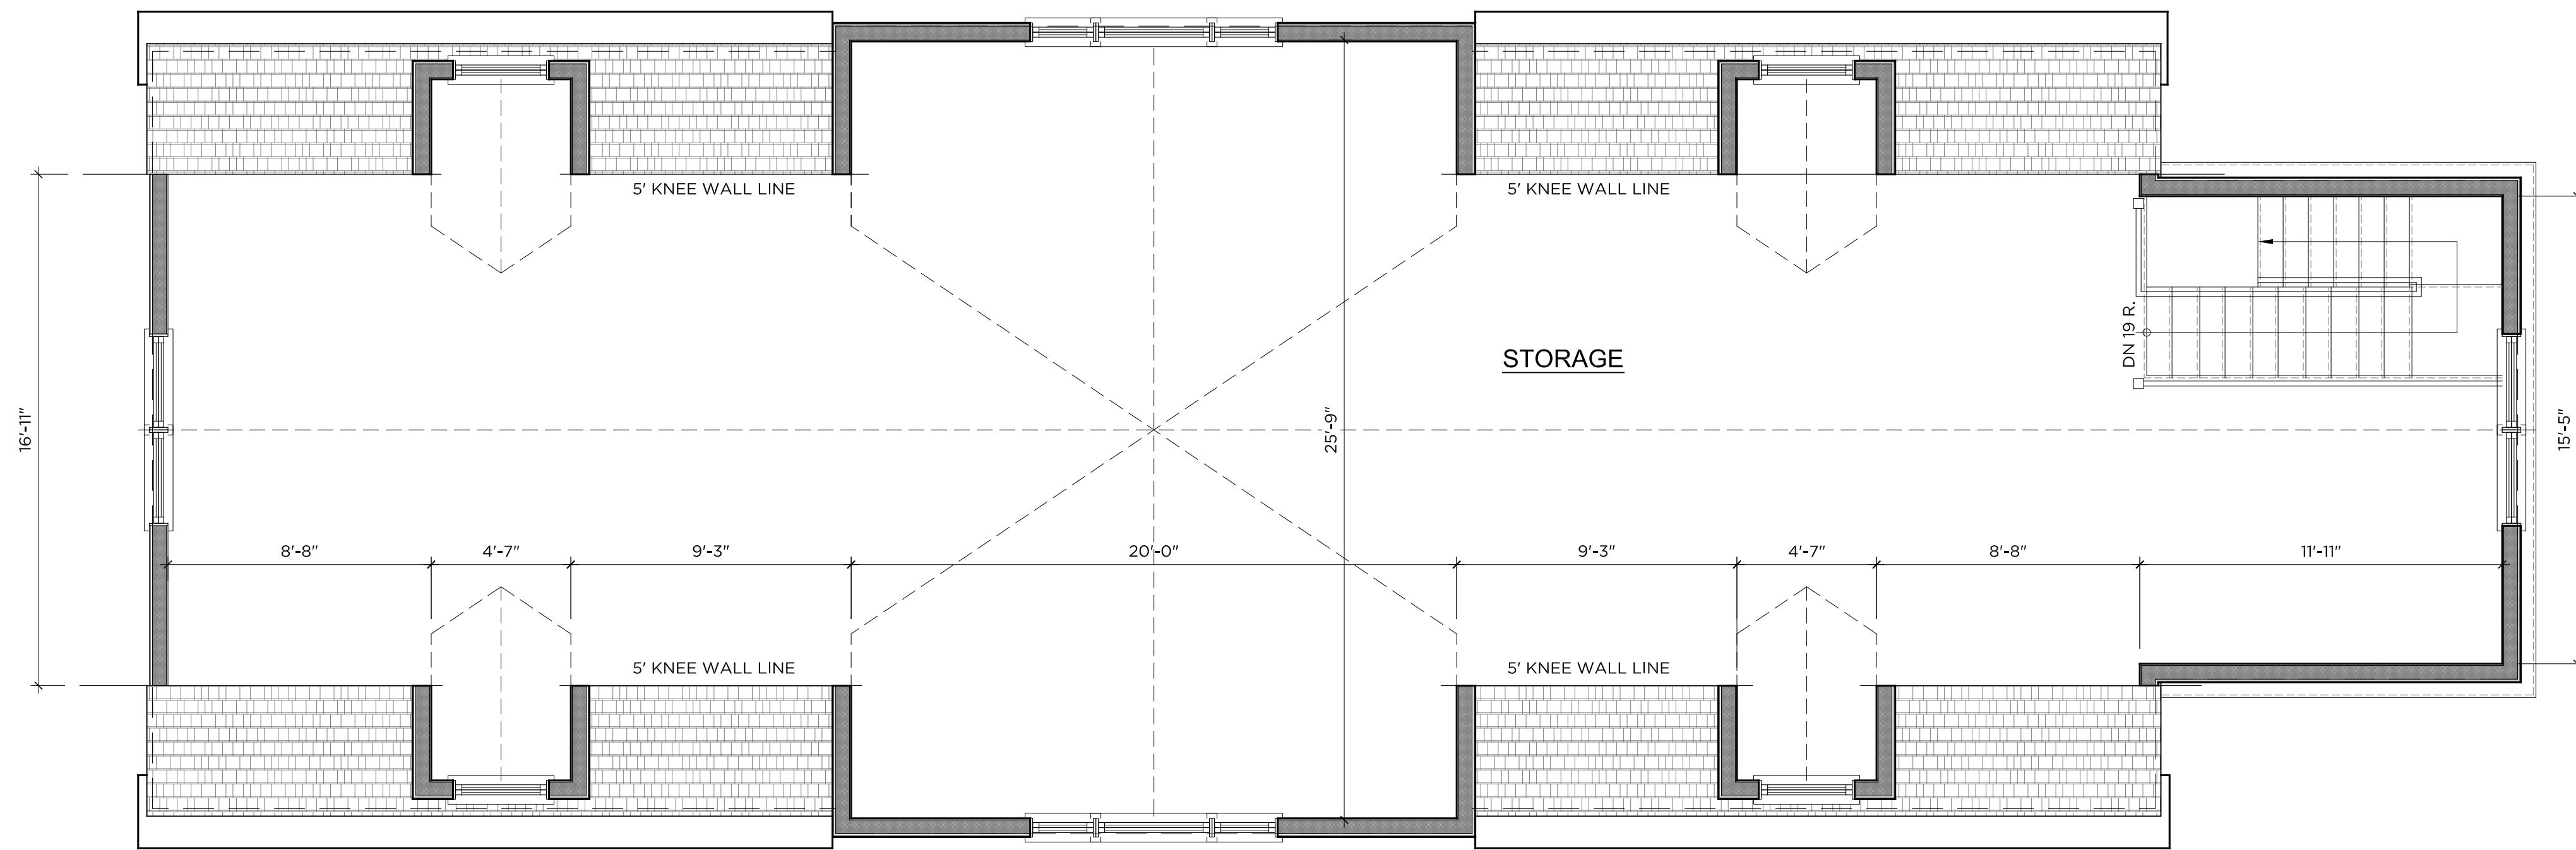 5' KNEE WALL LINE
5' KNEE WALL LINE
DN 19 R.
STORAGE
16'-11"
25'-9"
15'-5"
8'-8"
4'-7"
9'-3"
20'-0"
9'-3"
4'-7"
8'-8"
11'-11"
5' KNEE WALL LINE
5' KNEE WALL LINE